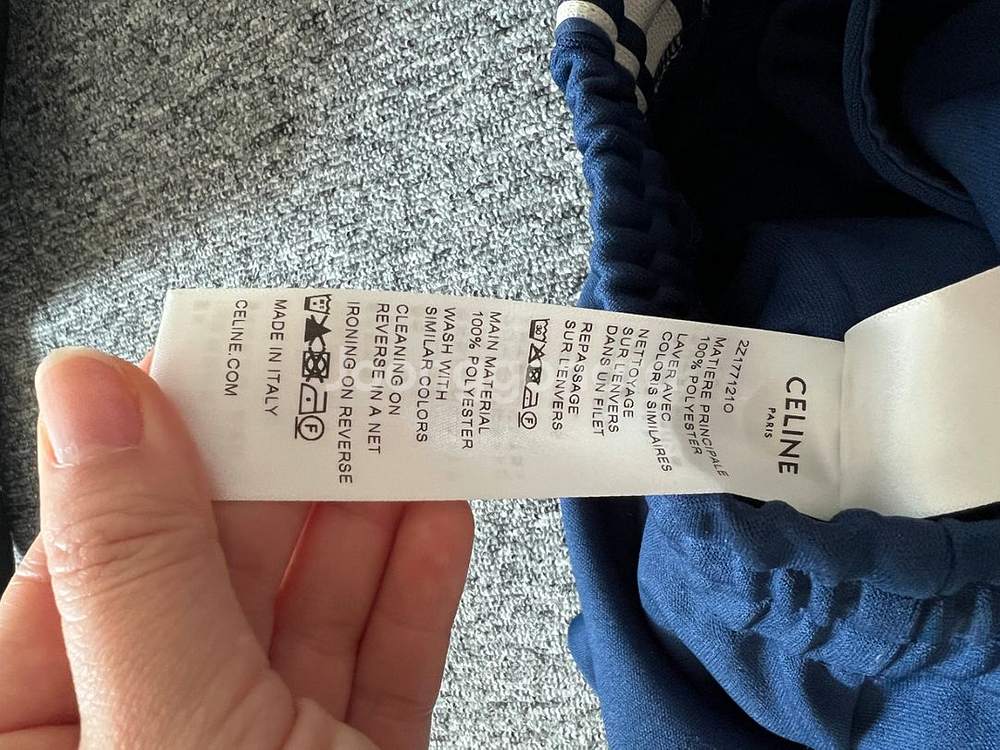 CELINE
PARIS
2Z1771210
MATIERE PRINCIPALE
100% POLYESTER
LAVER AVEC
COLORIS SIMILAIRES
NETTOYAGE
SUR L'ENVERS
DANS UN FILET
REPASSAGE
SUR L'ENVERS
30
F
MAIN MATERIAL
100% POLYESTER
WASH WITH
SIMILAR COLORS
CLEANING ON
REVERSE IN A NET
IRONING ON REVERSE
F
MADE IN ITALY
CELINE.COM